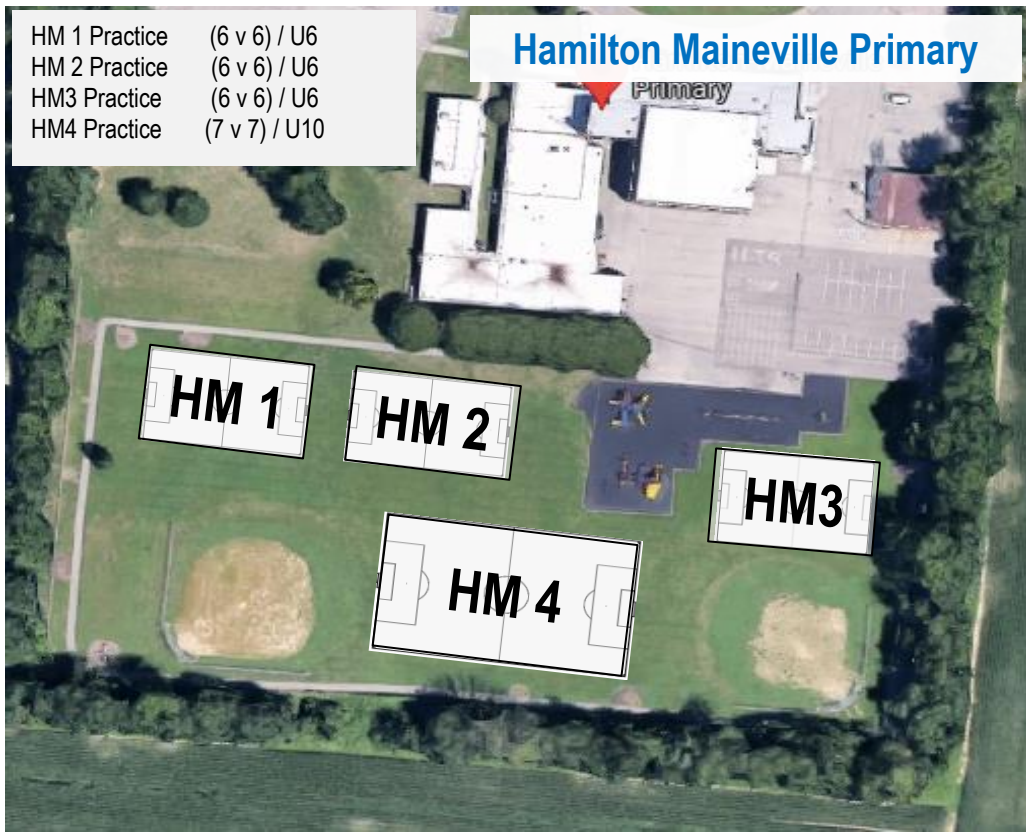 HM 1 Practice (6 v 6) / U6
HM 2 Practice (6 v 6) / U6
HM3 Practice (6 v 6) / U6
HM4 Practice (7 v 7) / U10
Hamilton Maineville Primary
Primary
HM 1
HM 2
HM3
HM 4